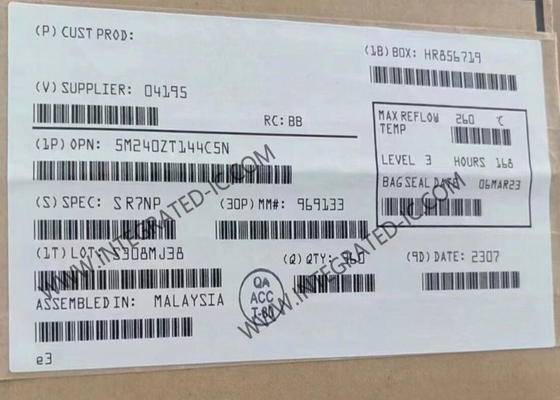 (P) CUST PROD:
(1B) BOX: HR856719
(V) SUPPLIER: 04195
RC: BB
MAX REFLOW TEMP 260 °C
(1P) OPN: 5M240ZT144C5N
LEVEL 3 HOURS 168
BAG SEAL DATE: 06MAR23
(S) SPEC: S R7NP
(30P) MM#: 969133
(1T) LOT:
(Q) QTY:
(9D) DATE: 2307
ASSEMBLED IN: MALAYSIA
QA
ACC
e3
WWW.INTEGRATED-IC.COM
WWW.INTEGRATED-IC.COM